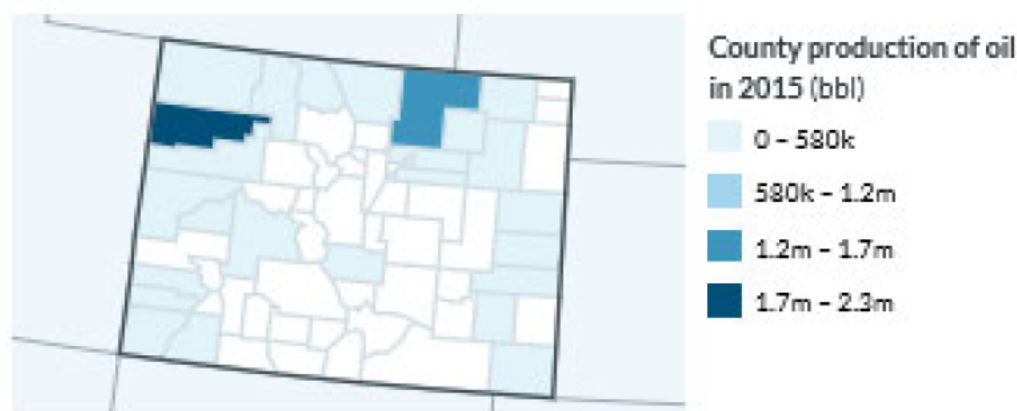 County production of oil
in 2015 (bbl)
0 – 580k
580k – 1.2m
1.2m – 1.7m
1.7m – 2.3m